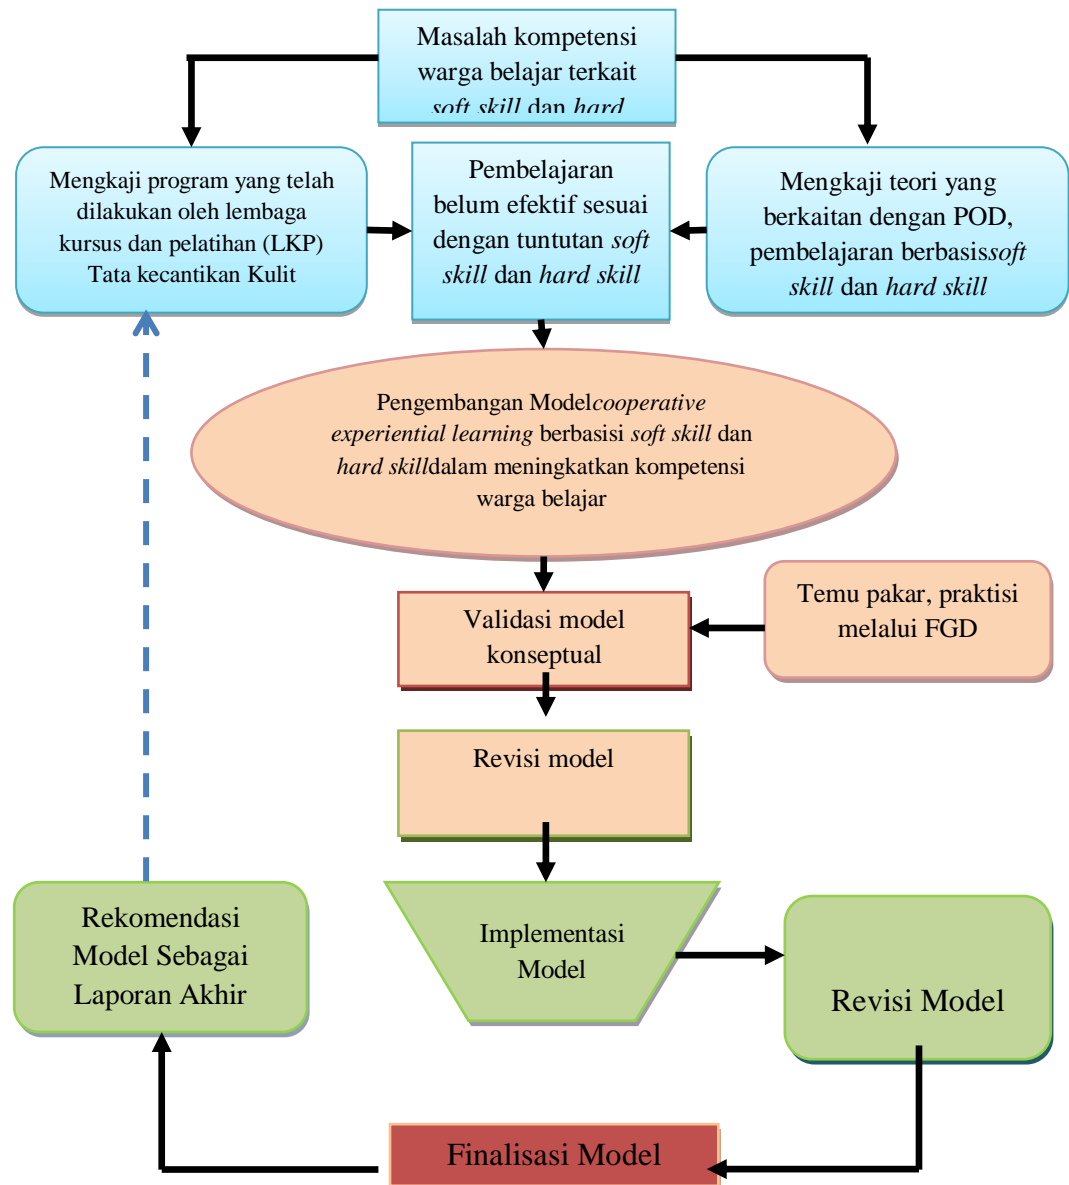 Masalah kompetensi
warga belajar terkait
soft skill dan hard
Mengkaji program yang telah
dilakukan oleh lembaga
kursus dan pelatihan (LKP)
Tata kecantikan Kulit
Pembelajaran
belum efektif sesuai
dengan tuntutan soft
skill dan hard skill
Mengkaji teori yang
berkaitan dengan POD,
pembelajaran berbasissoft
skill dan hard skill
Pengembangan Modelcooperative
experiential learning berbasisi soft skill dan
hard skilldalam meningkatkan kompetensi
warga belajar
Validasi model
konseptual
Temu pakar, praktisi
melalui FGD
Revisi model
Rekomendasi
Model Sebagai
Laporan Akhir
Implementasi
Model
Revisi Model
Finalisasi Model